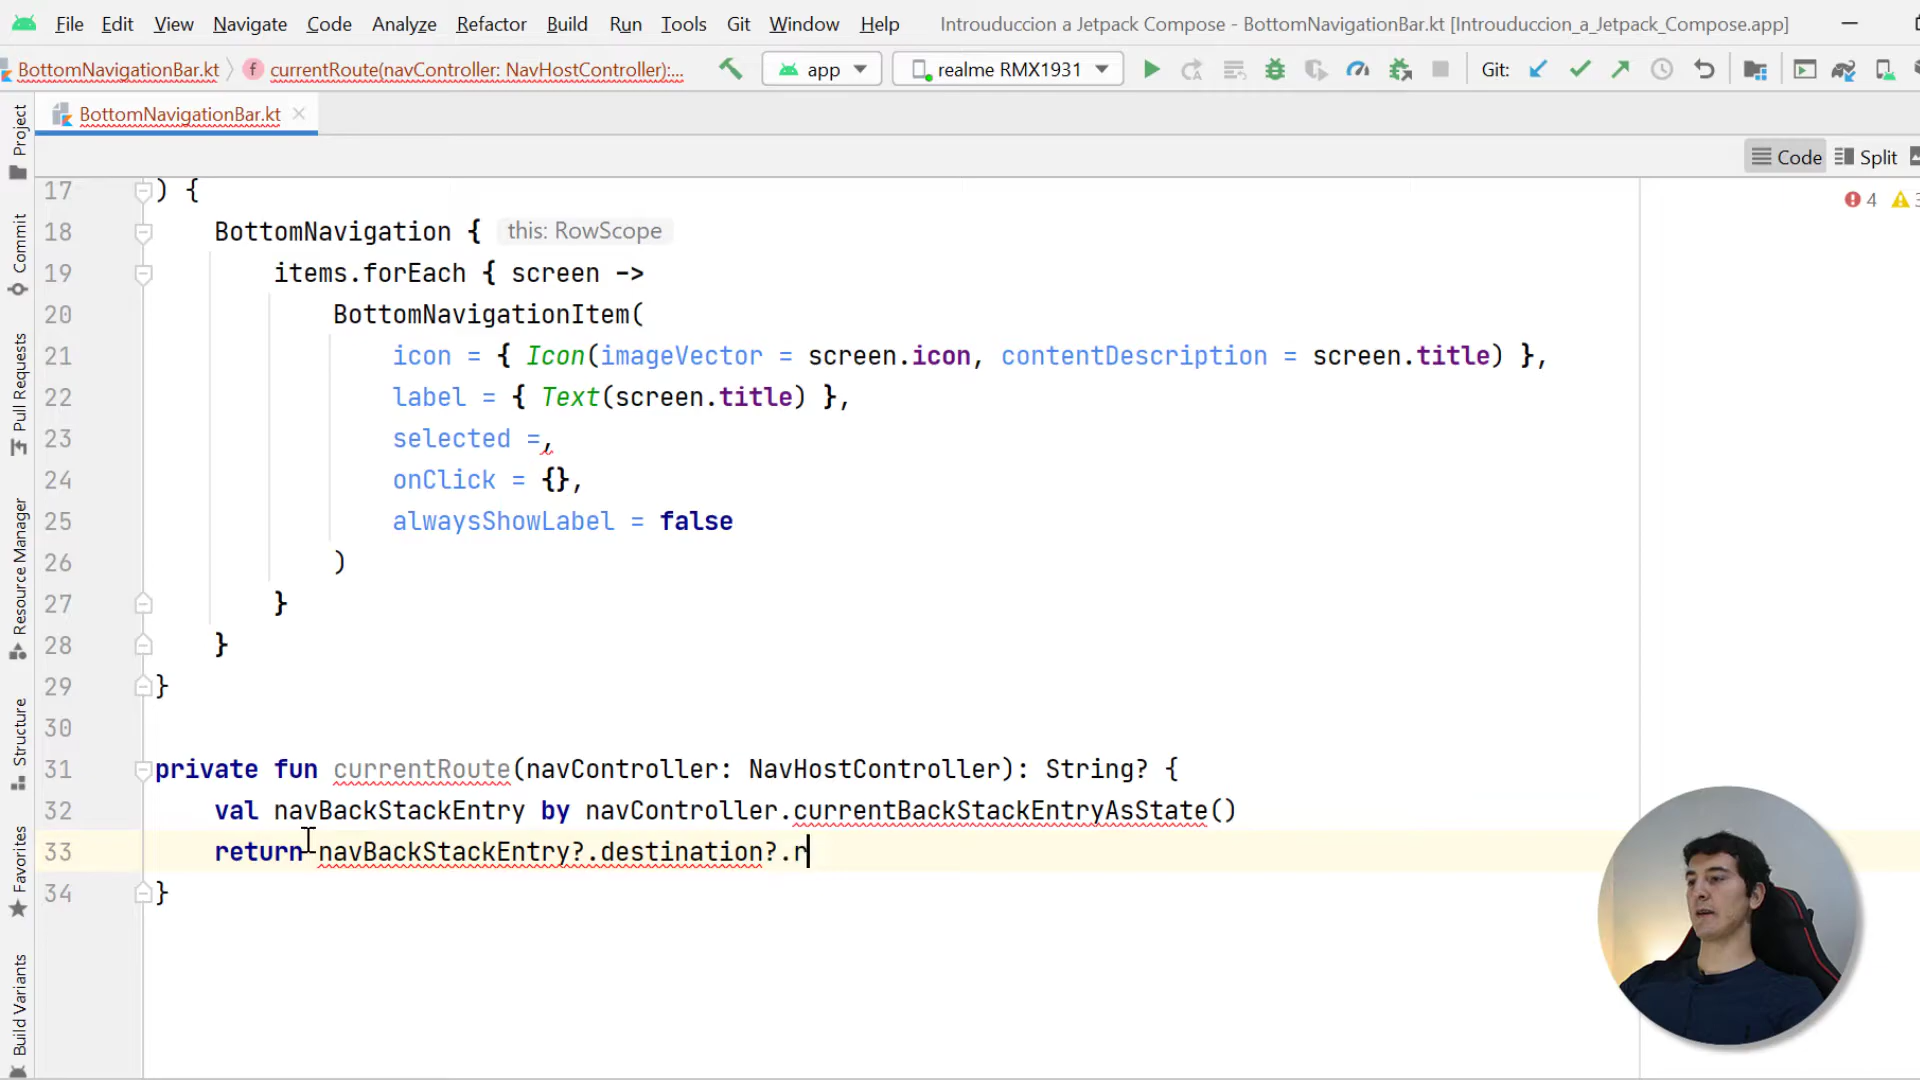 File Edit View Navigate Code Analyze Refactor Build Run Tools Git Window Help Introuduccion a Jetpack Compose - BottomNavigationBar.kt [Introuduccion_a_Jetpack_Compose.app]
BottomNavigationBar.kt currentRoute(navController: NavHostController):... app realme RMX1931 Git:
BottomNavigationBar.kt
Code Split
4 3
Project
Commit
Pull Requests
Resource Manager
Structure
Favorites
Build Variants
17 ) {
18 BottomNavigation { this: RowScope
19 items.forEach { screen ->
20 BottomNavigationItem(
21 icon = { Icon(imageVector = screen.icon, contentDescription = screen.title) },
22 label = { Text(screen.title) },
23 selected =,
24 onClick = {},
25 alwaysShowLabel = false
26 )
27 }
28 }
29 }
30
31 private fun currentRoute(navController: NavHostController): String? {
32 val navBackStackEntry by navController.currentBackStackEntryAsState()
33 return navBackStackEntry?.destination?.r
34 }